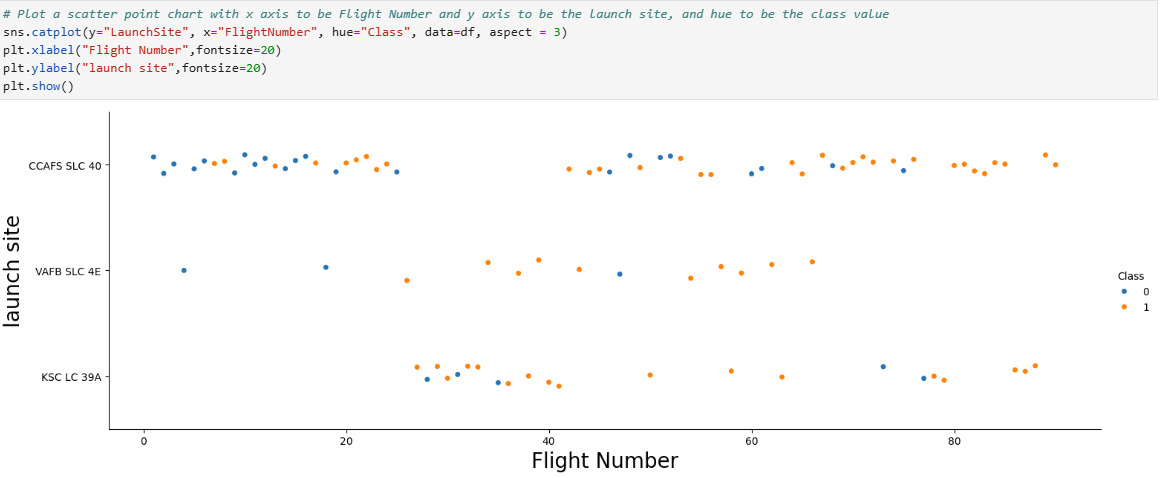 # Plot a scatter point chart with x axis to be Flight Number and y axis to be the launch site, and hue to be the class value
sns.catplot(y="LaunchSite", x="FlightNumber", hue="Class", data=df, aspect = 3)
plt.xlabel("Flight Number",fontsize=20)
plt.ylabel("launch site",fontsize=20)
plt.show()
CCAFS SLC 40
VAFB SLC 4E
KSC LC 39A
launch site
Class
0
1
0 20 40 60 80
Flight Number